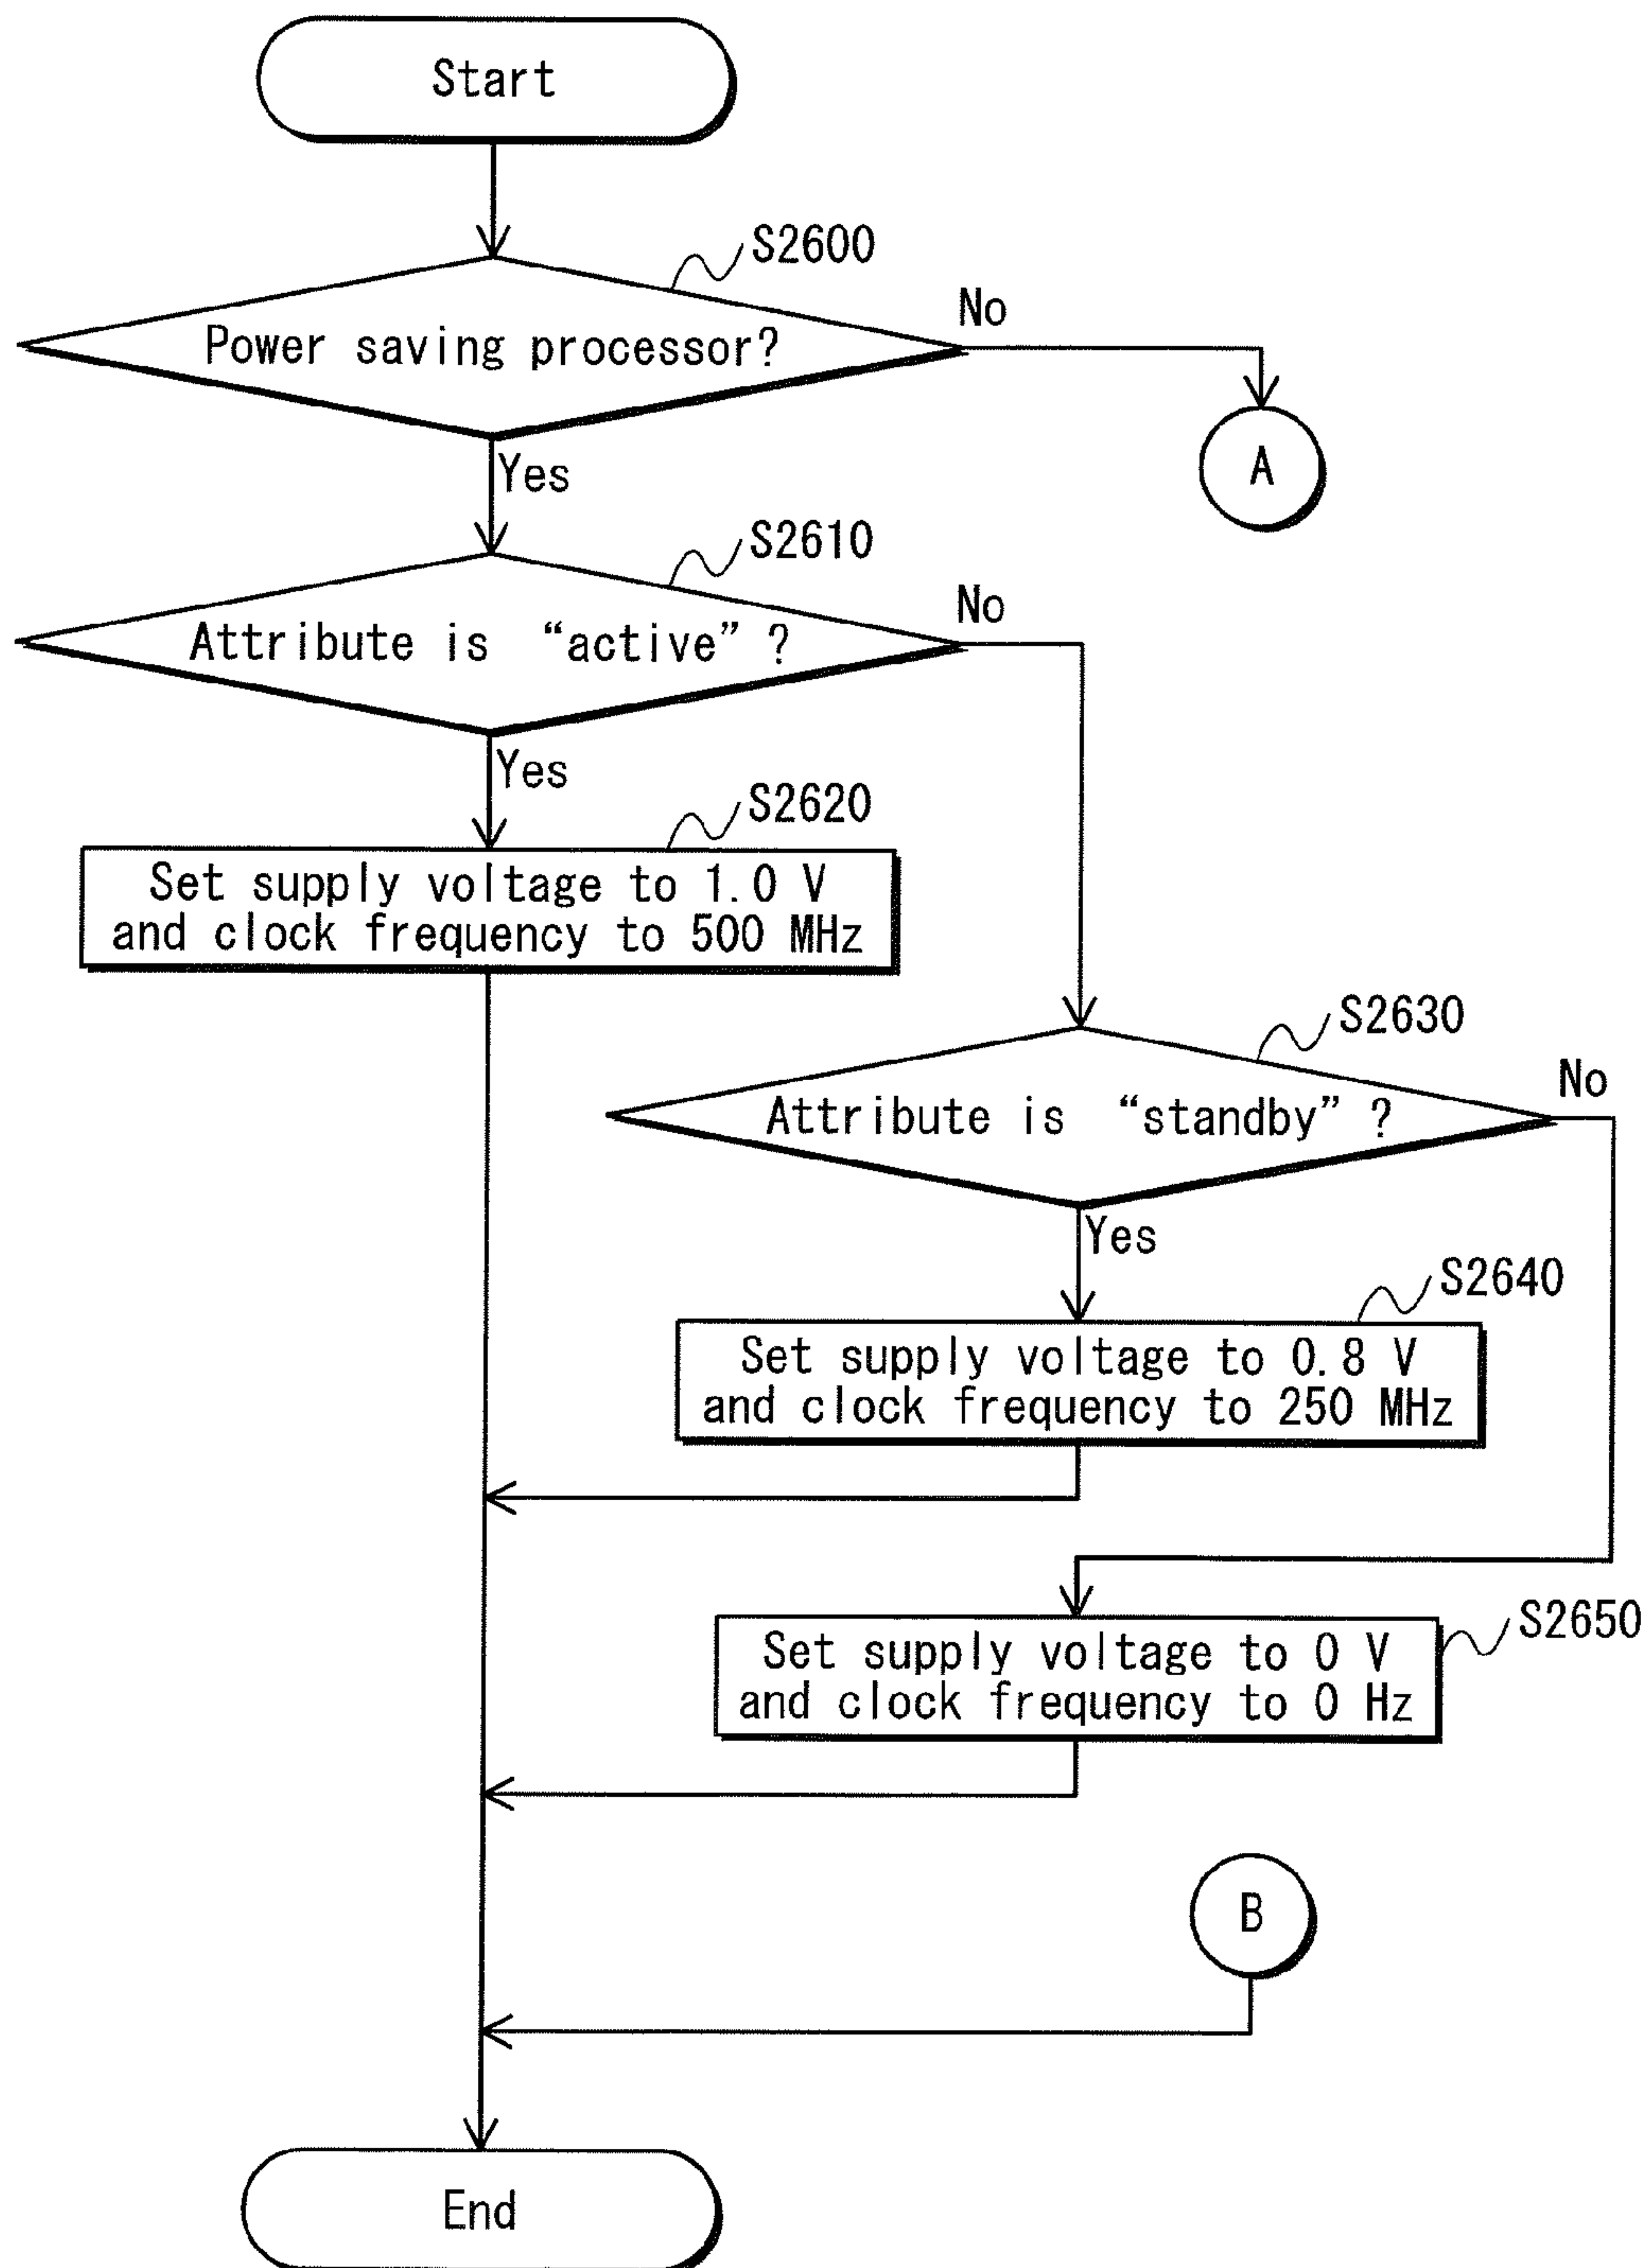 Start
S2600
Power saving processor?
No
A
Yes
S2610
Attribute is “active”?
No
Yes
S2620
Set supply voltage to 1.0 V
and clock frequency to 500 MHz
S2630
Attribute is “standby”?
No
Yes
S2640
Set supply voltage to 0.8 V
and clock frequency to 250 MHz
S2650
Set supply voltage to 0 V
and clock frequency to 0 Hz
B
End